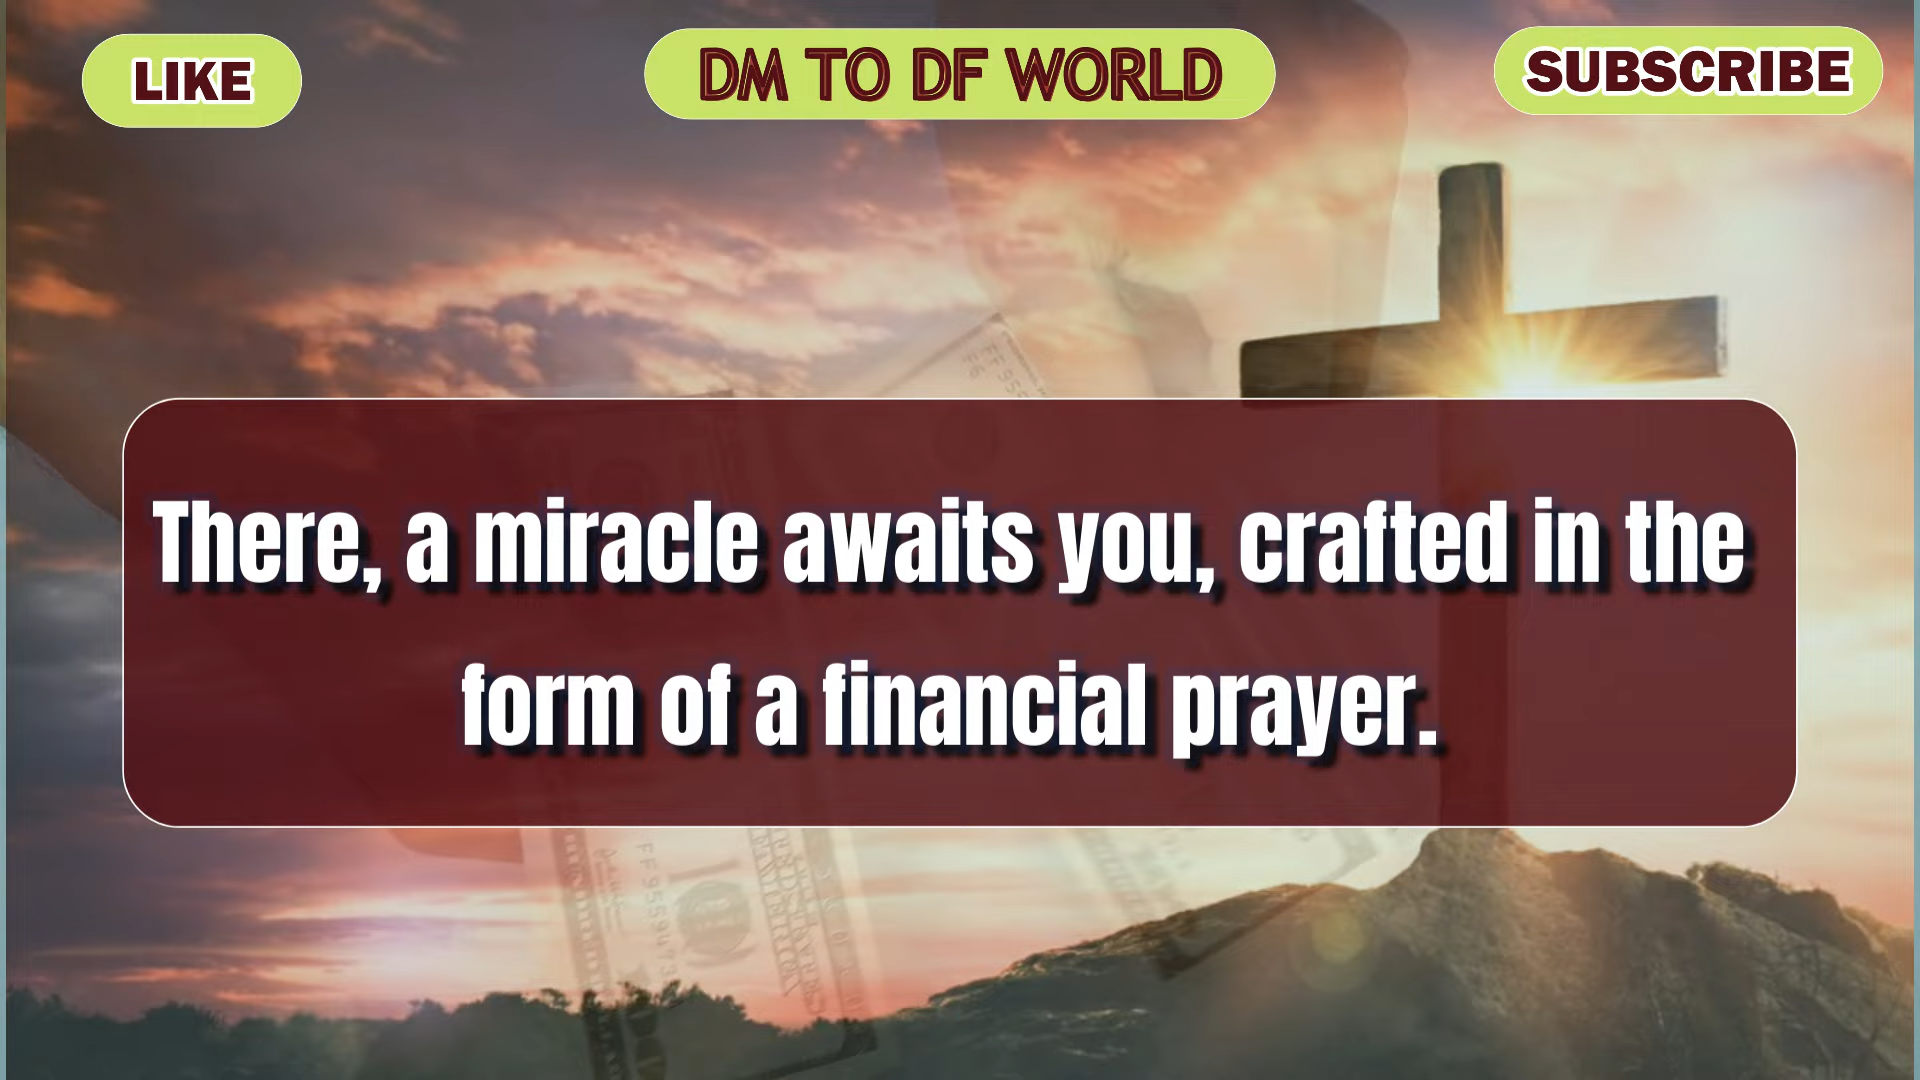 LIKE
DM TO DF WORLD
SUBSCRIBE
There, a miracle awaits you, crafted in the
form of a financial prayer.